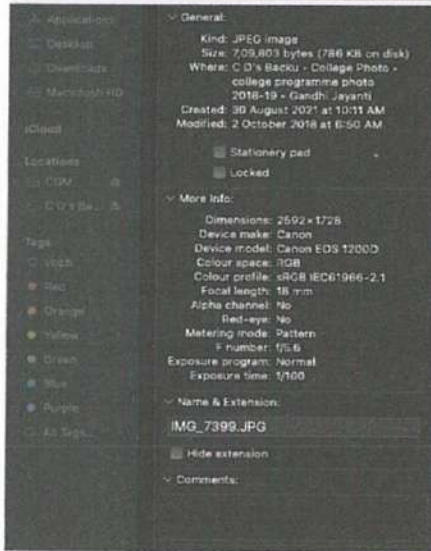 Applications
Desktop
Downloads
Macintosh HD
iCloud
Locations
CGM
C D's Ba...
Tags
Red
Orange
Yellow
Green
Blue
Purple
All Tags...
General:
Kind: JPEG image
Size: 7,09,803 bytes (786 KB on disk)
Where: C D's Backu - College Photo -
college programme photo
2018-19 - Gandhi Jayanti
Created: 30 August 2021 at 10:11 AM
Modified: 2 October 2018 at 6:50 AM
Stationery pad
Locked
More Info:
Dimensions: 2592×1728
Device make: Canon
Device model: Canon EOS 1200D
Colour space: RGB
Colour profile: sRGB IEC61966-2.1
Focal length: 18 mm
Alpha channel: No
Red-eye: No
Metering mode: Pattern
F number: f/5.6
Exposure program: Normal
Exposure time: 1/100
Name & Extension:
IMG_7399.JPG
Hide extension
Comments: